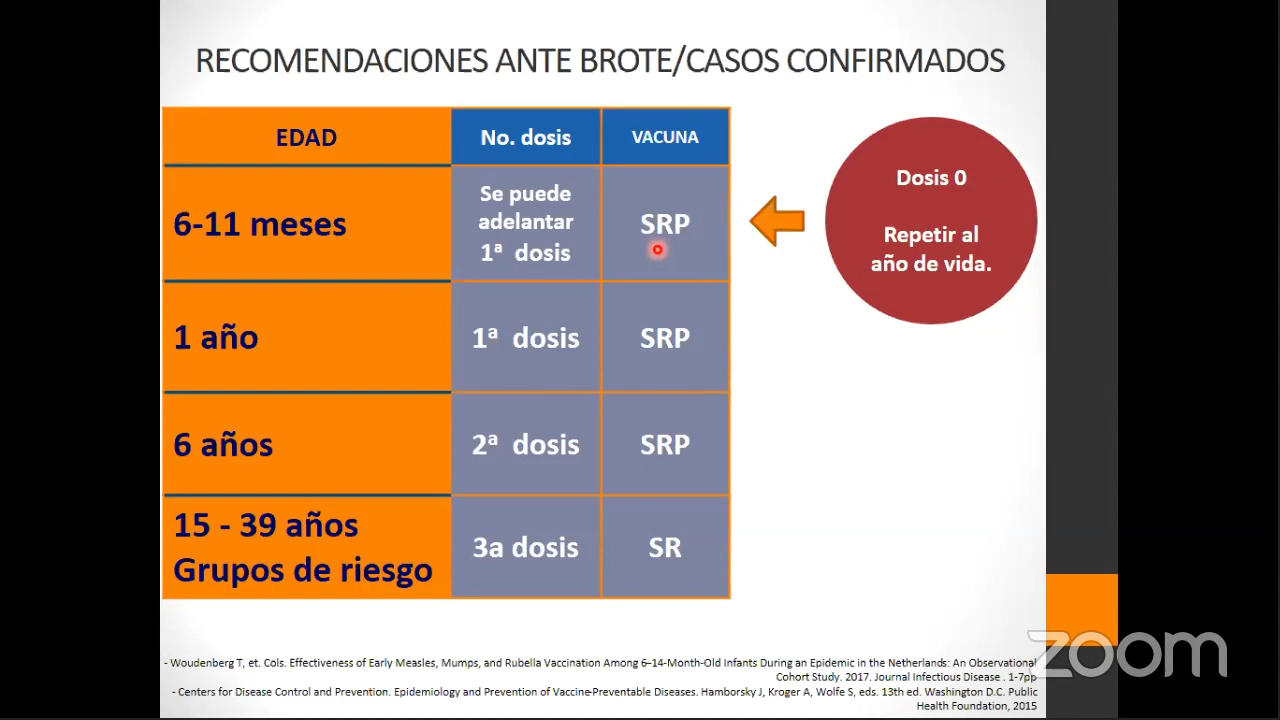 RECOMENDACIONES ANTE BROTE/CASOS CONFIRMADOS
EDAD
No. dosis
VACUNA
6-11 meses
Se puede
adelantar
1ª dosis
SRP
Dosis 0
Repetir al
año de vida.
1 año
1ª dosis
SRP
6 años
2ª dosis
SRP
15 - 39 años
Grupos de riesgo
3a dosis
SR
- Woudenberg T, et. Cols. Effectiveness of Early Measles, Mumps, and Rubella Vaccination Among 6–14-Month-Old Infants During an Epidemic in the Netherlands: An Observational
Cohort Study. 2017. Journal Infectious Disease . 1-7pp
- Centers for Disease Control and Prevention. Epidemiology and Prevention of Vaccine-Preventable Diseases. Hamborsky J, Kroger A, Wolfe S, eds. 13th ed. Washington D.C. Public
Health Foundation, 2015
zoom